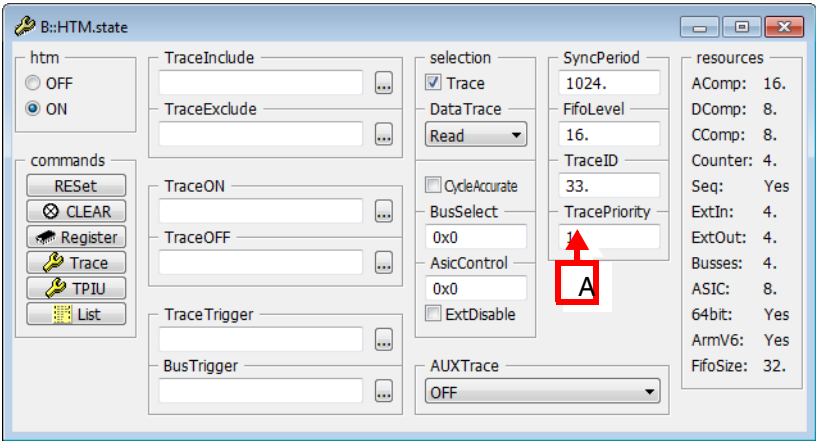 B::HTM.state
htm
OFF
ON
commands
RESet
CLEAR
Register
Trace
TPIU
List
TraceInclude
...
TraceExclude
...
TraceON
...
TraceOFF
...
TraceTrigger
...
BusTrigger
...
selection
Trace
DataTrace
Read
CycleAccurate
BusSelect
0x0
AsicControl
0x0
ExtDisable
AUXTrace
OFF
SyncPeriod
1024.
FifoLevel
16.
TraceID
33.
TracePriority
A
resources
AComp: 16.
DComp: 8.
CComp: 8.
Counter: 4.
Seq: Yes
ExtIn: 4.
ExtOut: 4.
Busses: 4.
ASIC: 8.
64bit: Yes
ArmV6: Yes
FifoSize: 32.